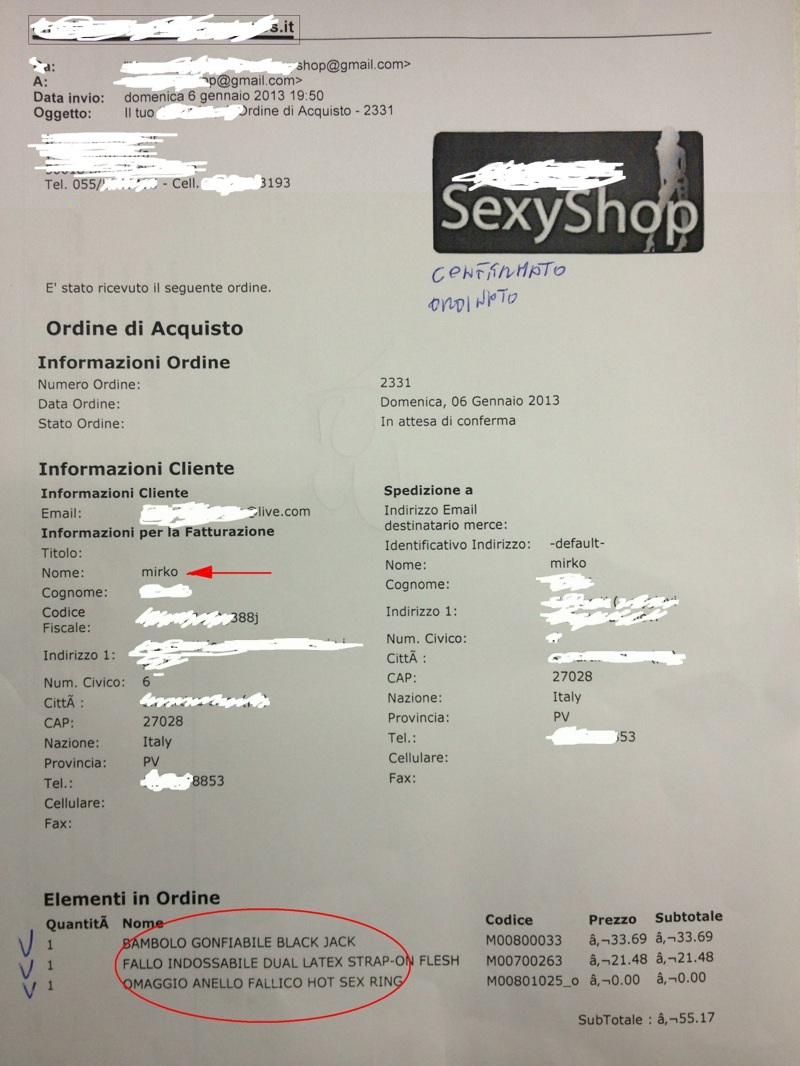 s.it
Da: shop@gmail.com>
A: op@gmail.com>
Data invio: domenica 6 gennaio 2013 19:50
Oggetto: Il tuo Ordine di Acquisto - 2331
Tel. 055/ - Cell. 3193
SexyShop
CONFERMATO
ORDINATO
E' stato ricevuto il seguente ordine.
Ordine di Acquisto
Informazioni Ordine
Numero Ordine: 2331
Data Ordine: Domenica, 06 Gennaio 2013
Stato Ordine: In attesa di conferma
Informazioni Cliente
Informazioni Cliente
Email: @live.com
Informazioni per la Fatturazione
Titolo:
Nome: mirko
Cognome:
Codice
Fiscale: 388j
Indirizzo 1:
Num. Civico: 6
CittÃ :
CAP: 27028
Nazione: Italy
Provincia: PV
Tel.: 8853
Cellulare:
Fax:
Spedizione a
Indirizzo Email
destinatario merce:
Identificativo Indirizzo: -default-
Nome: mirko
Cognome:
Indirizzo 1:
Num. Civico:
CittÃ :
CAP: 27028
Nazione: Italy
Provincia: PV
Tel.: 53
Cellulare:
Fax:
Elementi in Ordine
QuantitÃ Nome Codice Prezzo Subtotale
1 BAMBOLO GONFIABILE BLACK JACK M00800033 â‚¬33.69 â‚¬33.69
1 FALLO INDOSSABILE DUAL LATEX STRAP-ON FLESH M00700263 â‚¬21.48 â‚¬21.48
1 OMAGGIO ANELLO FALLICO HOT SEX RING M00801025_o â‚¬0.00 â‚¬0.00
SubTotale : â‚¬55.17